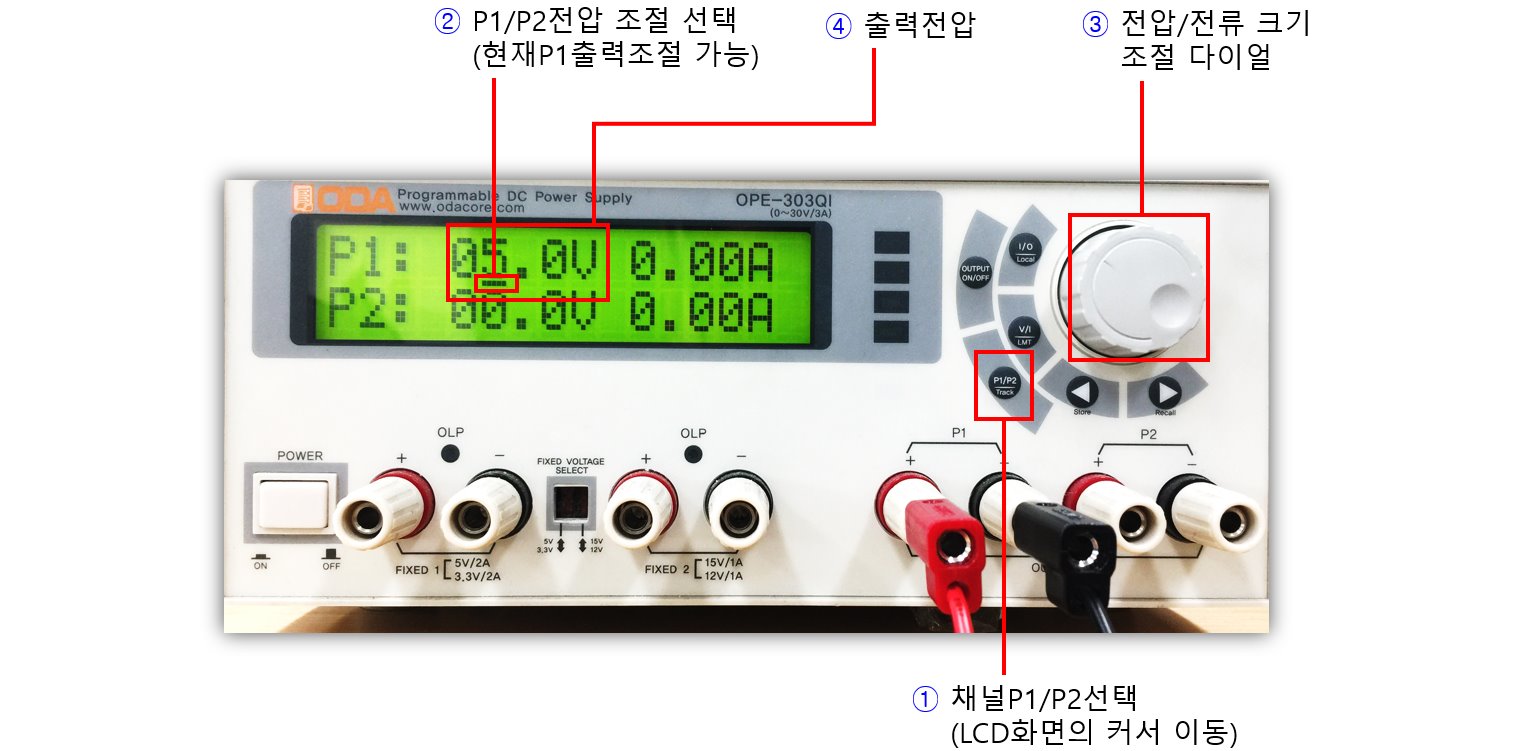 ② P1/P2전압 조절 선택
(현재P1출력조절 가능)
④ 출력전압
③ 전압/전류 크기
조절 다이얼
ODA
Programmable DC Power Supply
www.odacore.com
OPE-303QI
(0~30V/3A)
P1: 05.0V 0.00A
P2: 00.0V 0.00A
I/O
Local
OUTPUT
ON/OFF
V/I
LMT
P1/P2
Track
Store
Recall
POWER
ON
OFF
OLP
+ −
FIXED 1 5V/2A
3.3V/2A
FIXED VOLTAGE
SELECT
5V
3.3V
15V
12V
OLP
+ −
FIXED 2 15V/1A
12V/1A
P1
+ −
P2
+ −
① 채널P1/P2선택
(LCD화면의 커서 이동)